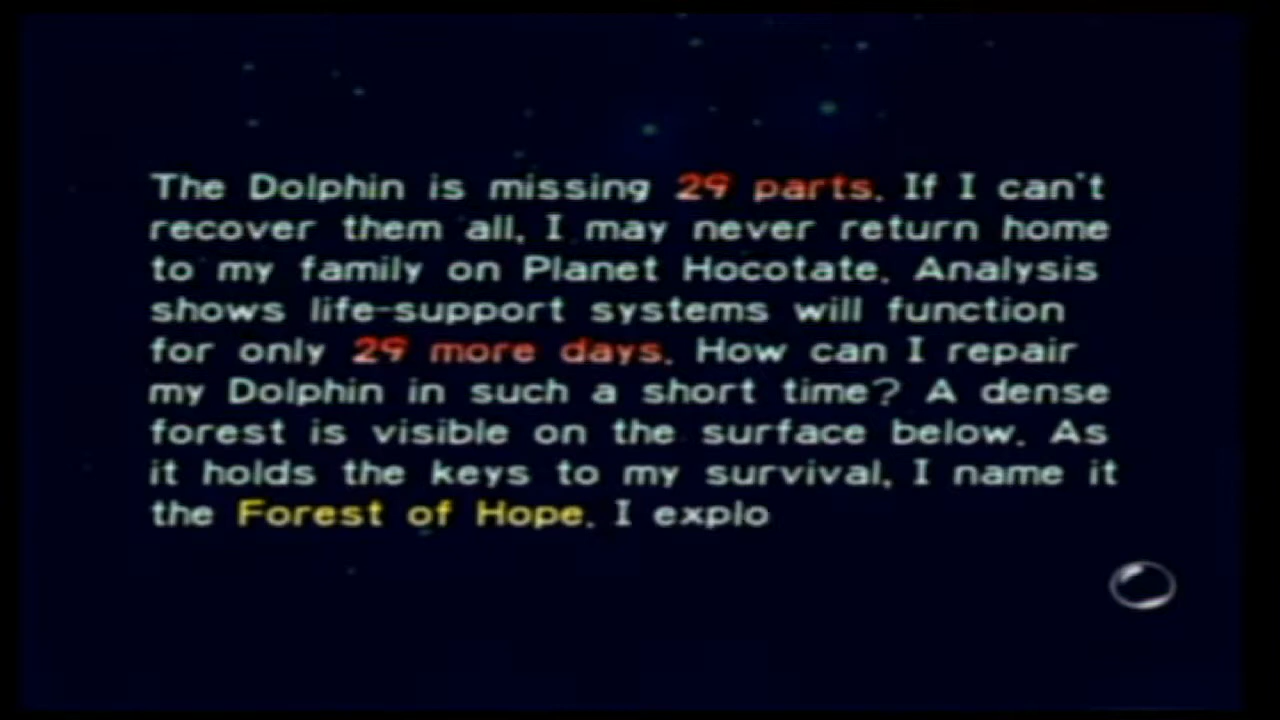 The Dolphin is missing 29 parts. If I can't
recover them all, I may never return home
to my family on Planet Hocotate. Analysis
shows life-support systems will function
for only 29 more days. How can I repair
my Dolphin in such a short time? A dense
forest is visible on the surface below. As
it holds the keys to my survival, I name it
the Forest of Hope. I explo